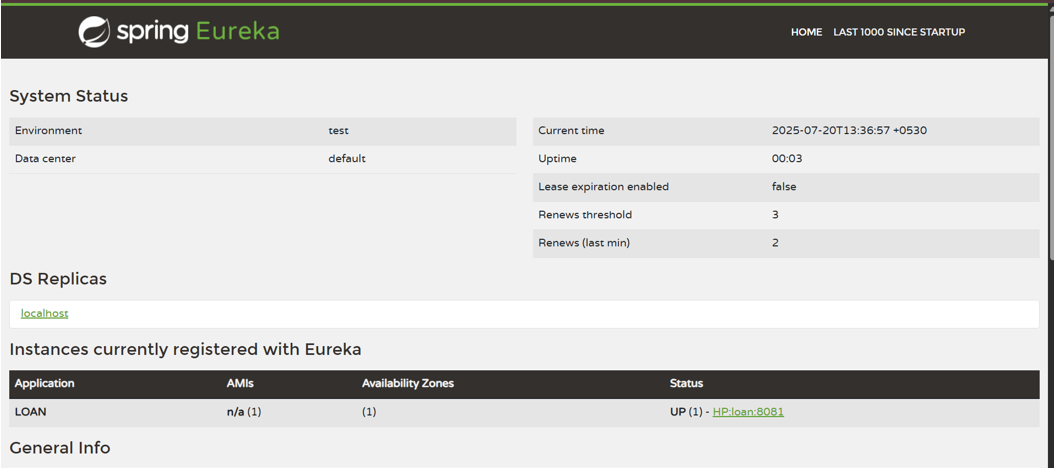 spring Eureka
HOME LAST 1000 SINCE STARTUP
System Status
Environment test
Data center default
Current time 2025-07-20T13:36:57 +0530
Uptime 00:03
Lease expiration enabled false
Renews threshold 3
Renews (last min) 2
DS Replicas
localhost
Instances currently registered with Eureka
Application AMIs Availability Zones Status
LOAN n/a (1) (1) UP (1) - HP:loan:8081
General Info